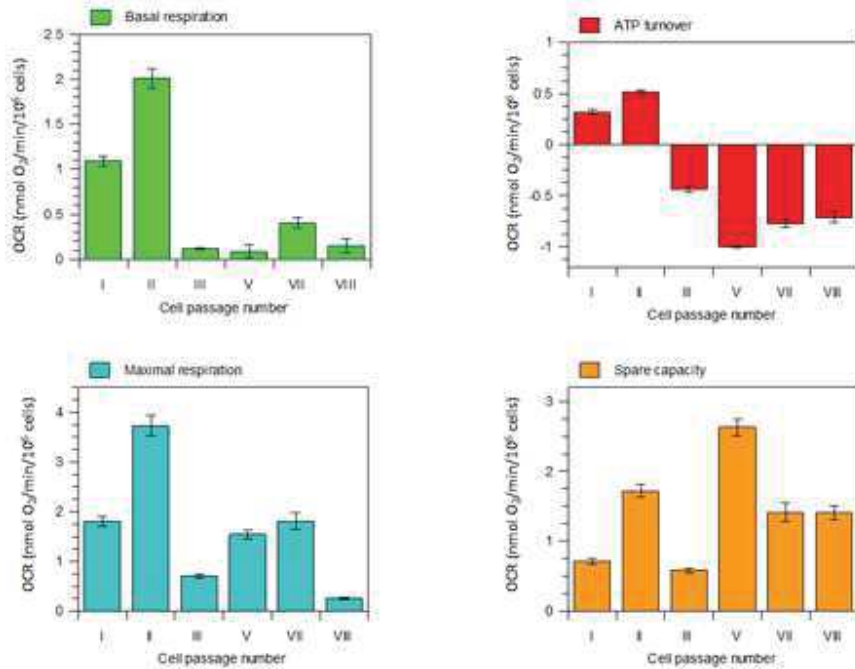 Basal respiration
OCR (nmol O₂/min/10⁶ cells)
2.5
2
1.5
1
0.5
0
I II III V VII VIII
Cell passage number
ATP turnover
OCR (nmol O₂/min/10⁶ cells)
1
0.5
0
-0.5
-1
I II III V VII VIII
Cell passage number
Maximal respiration
OCR (nmol O₂/min/10⁶ cells)
4
3
2
1
0
I II III V VII VIII
Cell passage number
Spare capacity
OCR (nmol O₂/min/10⁶ cells)
3
2
1
0
I II III V VII VIII
Cell passage number